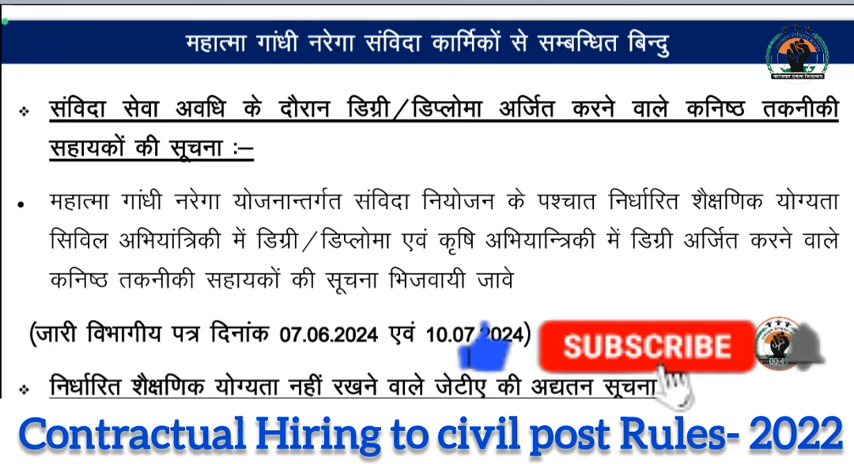 महात्मा गांधी नरेगा संविदा कार्मिकों से सम्बन्धित बिन्दु
❖ संविदा सेवा अवधि के दौरान डिग्री/डिप्लोमा अर्जित करने वाले कनिष्ठ तकनीकी
सहायकों की सूचना :–
• महात्मा गांधी नरेगा योजनान्तर्गत संविदा नियोजन के पश्चात निर्धारित शैक्षणिक योग्यता
सिविल अभियांत्रिकी में डिग्री/डिप्लोमा एवं कृषि अभियान्त्रिकी में डिग्री अर्जित करने वाले
कनिष्ठ तकनीकी सहायकों की सूचना भिजवायी जावे
(जारी विभागीय पत्र दिनांक 07.06.2024 एवं 10.07.2024)
SUBSCRIBE
❖ निर्धारित शैक्षणिक योग्यता नहीं रखने वाले जेटीए की अद्यतन सूचना
Contractual Hiring to civil post Rules- 2022